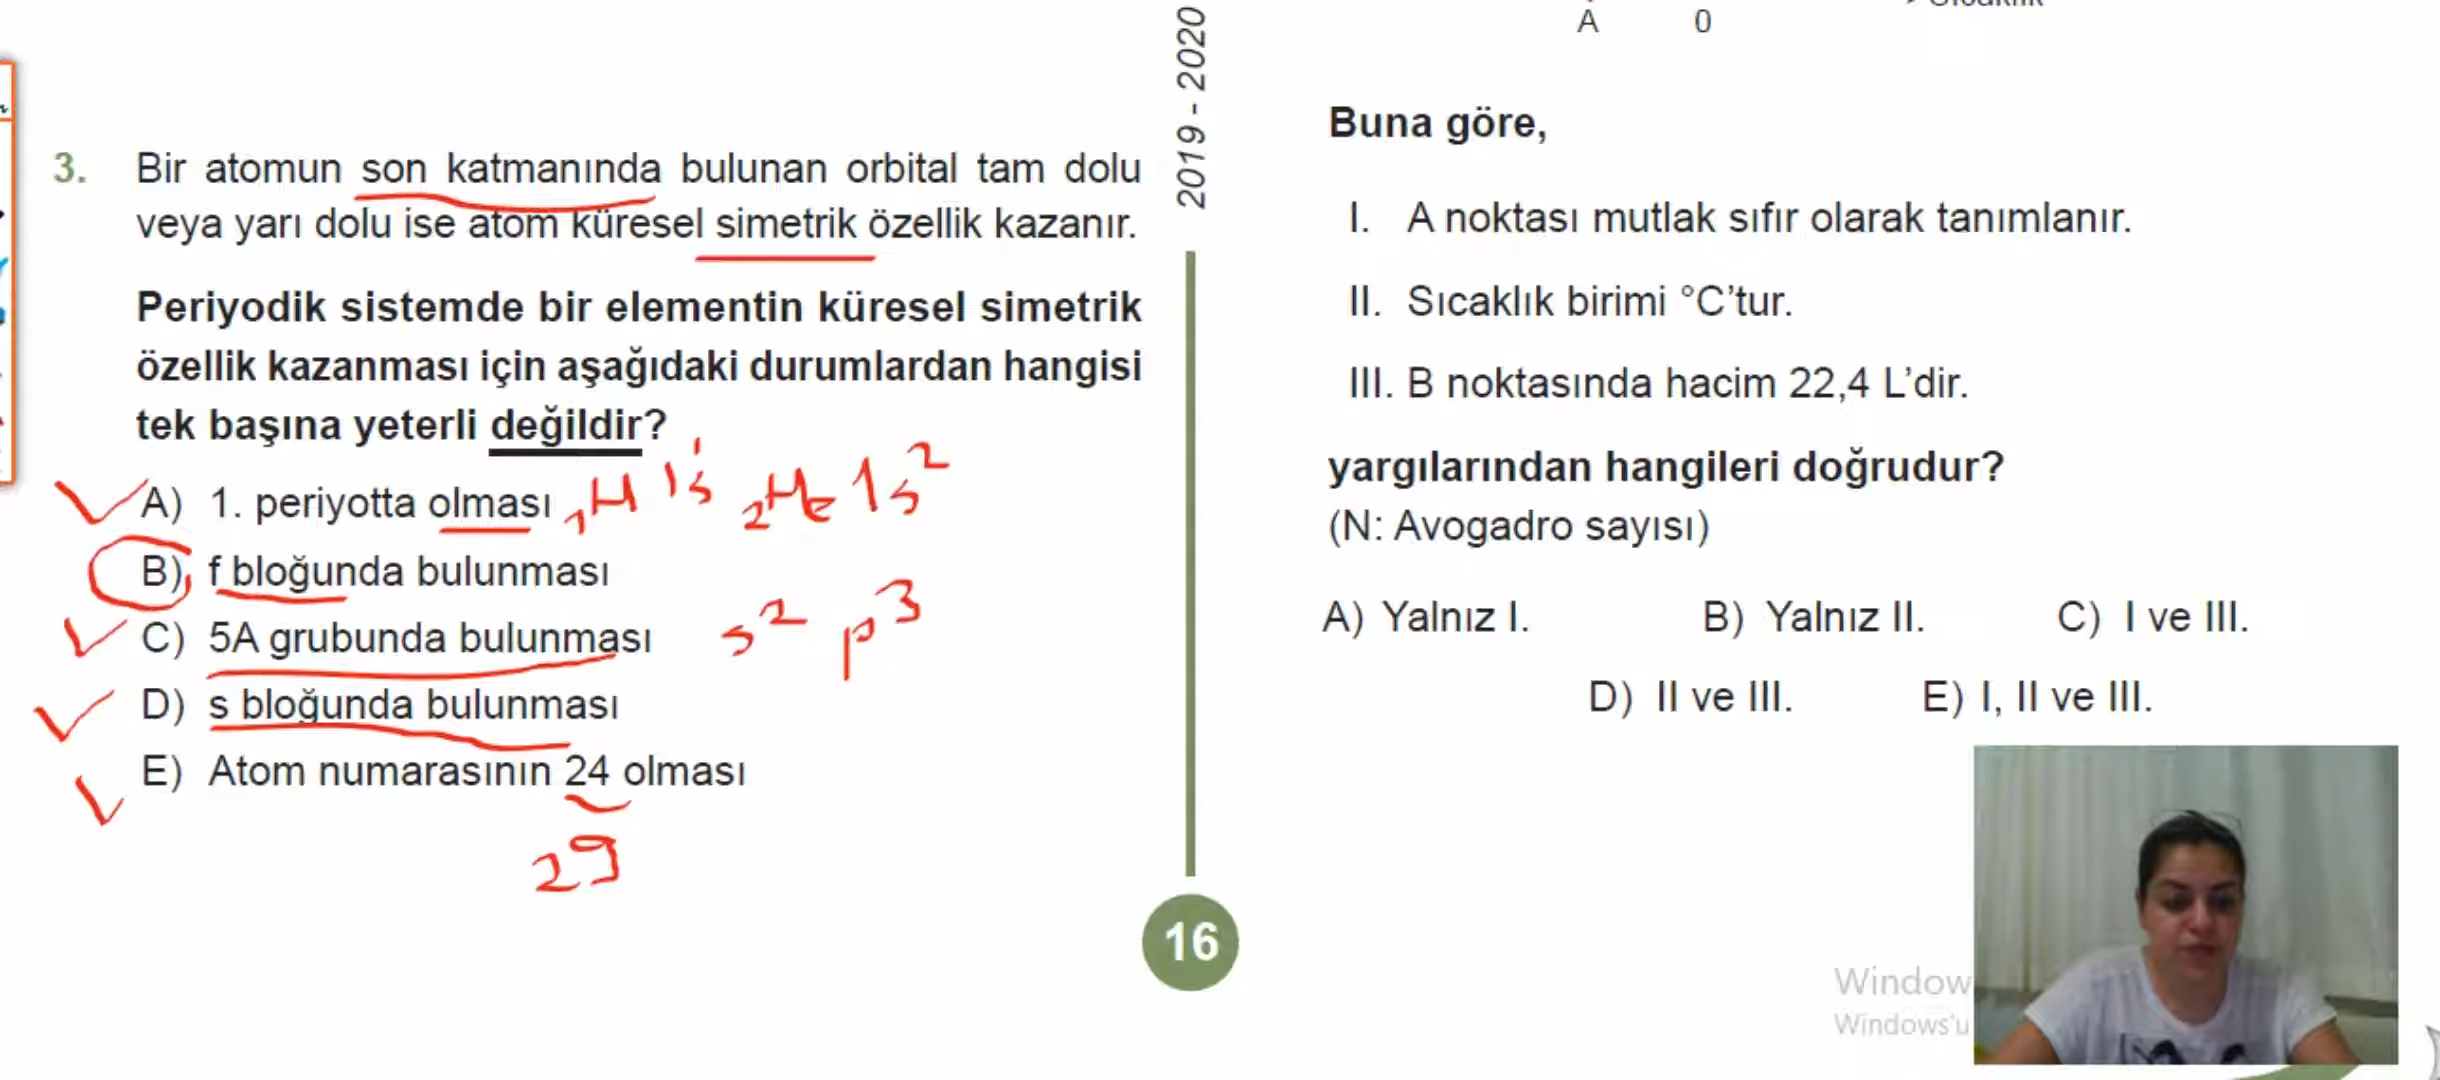 3. Bir atomun son katmanında bulunan orbital tam dolu
veya yarı dolu ise atom küresel simetrik özellik kazanır.
Periyodik sistemde bir elementin küresel simetrik
özellik kazanması için aşağıdaki durumlardan hangisi
tek başına yeterli değildir?
A) 1. periyotta olması ₁H 1s¹ ₂He 1s²
B) f bloğunda bulunması
C) 5A grubunda bulunması s² p³
D) s bloğunda bulunması
E) Atom numarasının 24 olması
29
2019 - 2020
16
A 0
Buna göre,
I. A noktası mutlak sıfır olarak tanımlanır.
II. Sıcaklık birimi °C’tur.
III. B noktasında hacim 22,4 L’dir.
yargılarından hangileri doğrudur?
(N: Avogadro sayısı)
A) Yalnız I. B) Yalnız II. C) I ve III.
D) II ve III. E) I, II ve III.
Window
Windows'u